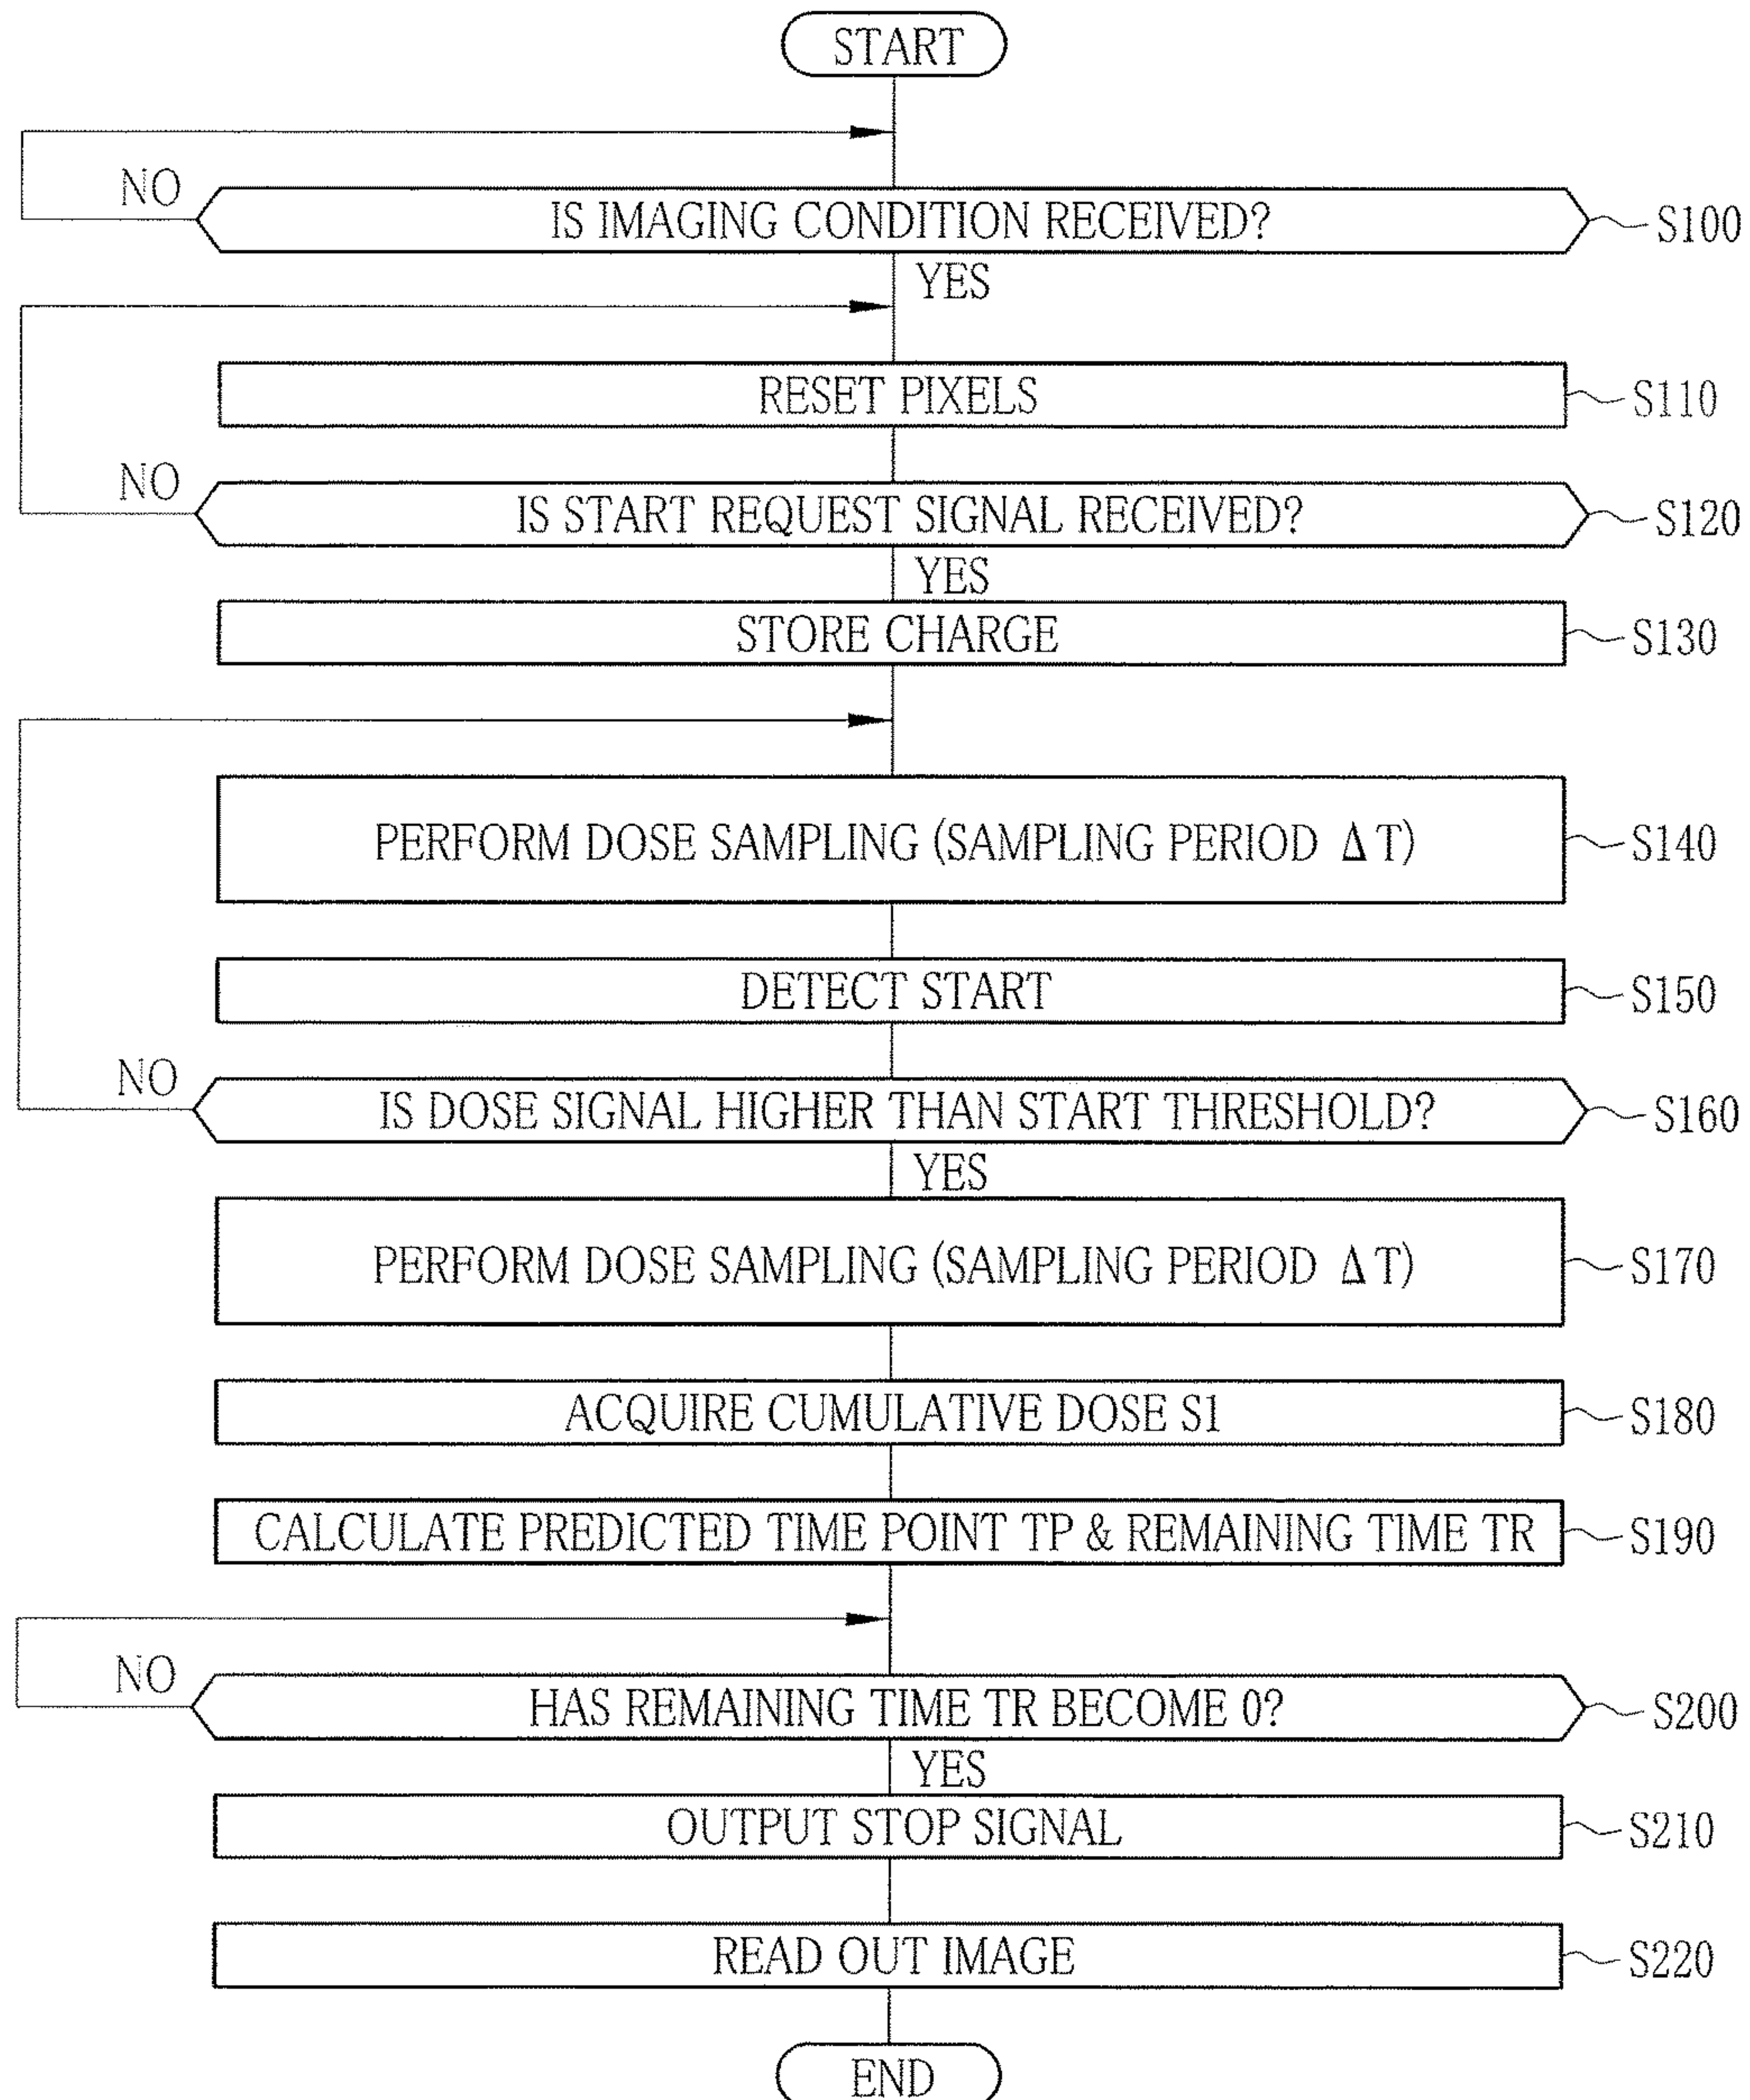 START
NO
IS IMAGING CONDITION RECEIVED?
S100
YES
RESET PIXELS
S110
NO
IS START REQUEST SIGNAL RECEIVED?
S120
YES
STORE CHARGE
S130
PERFORM DOSE SAMPLING (SAMPLING PERIOD Δ T)
S140
DETECT START
S150
NO
IS DOSE SIGNAL HIGHER THAN START THRESHOLD?
S160
YES
PERFORM DOSE SAMPLING (SAMPLING PERIOD Δ T)
S170
ACQUIRE CUMULATIVE DOSE S1
S180
CALCULATE PREDICTED TIME POINT TP & REMAINING TIME TR
S190
NO
HAS REMAINING TIME TR BECOME 0?
S200
YES
OUTPUT STOP SIGNAL
S210
READ OUT IMAGE
S220
END